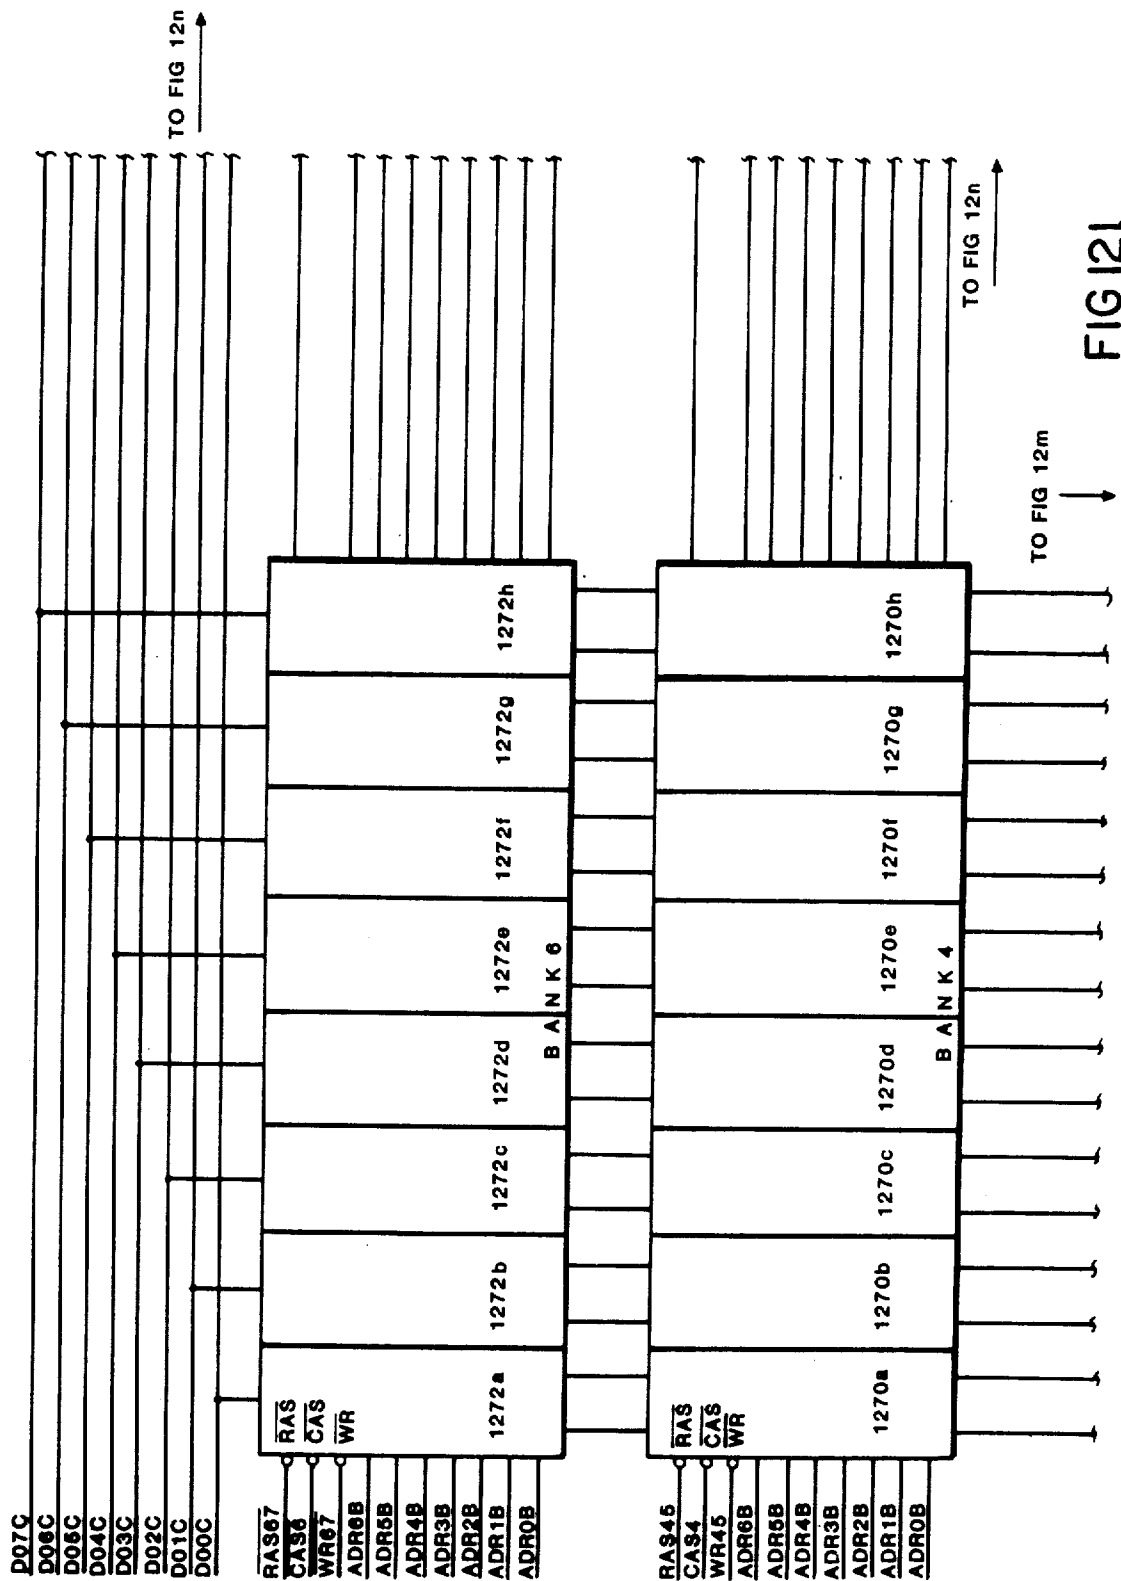 D07C
D06C
D05C
D04C
D03C
D02C
D01C
D00C
TO FIG 12n
RAS67
CAS6
WR67
ADR6B
ADR5B
ADR4B
ADR3B
ADR2B
ADR1B
ADR0B
RAS
CAS
WR
1272a
1272b
1272c
1272d
1272e
1272f
1272g
1272h
BANK 6
RAS45
CAS4
WR45
ADR6B
ADR5B
ADR4B
ADR3B
ADR2B
ADR1B
ADR0B
RAS
CAS
WR
1270a
1270b
1270c
1270d
1270e
1270f
1270g
1270h
BANK 4
TO FIG 12n
TO FIG 12m
FIG 12L